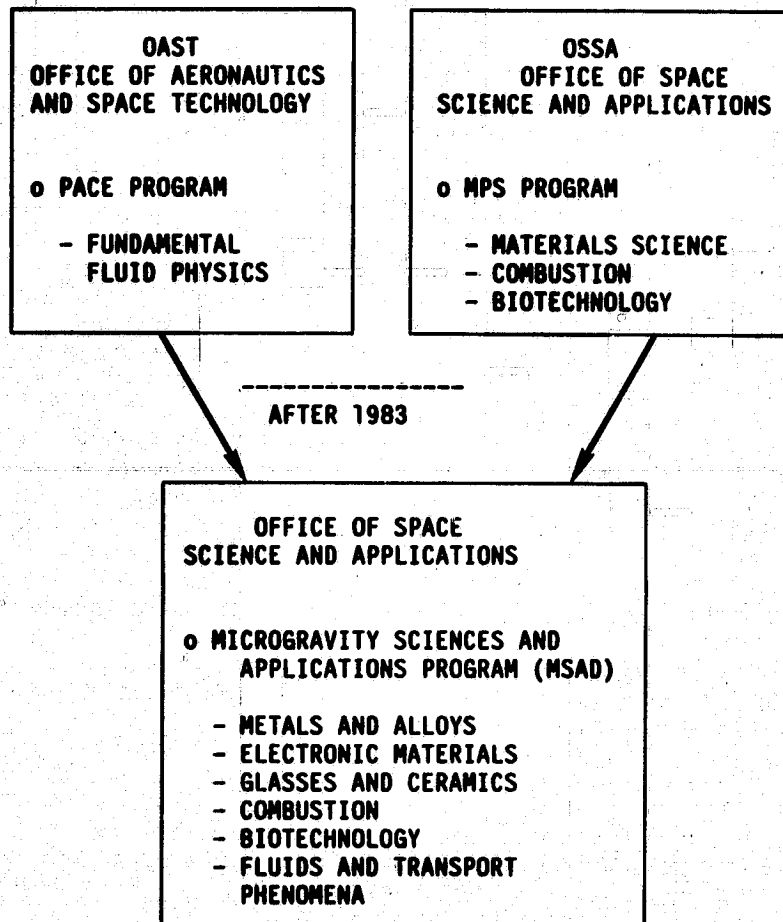 OAST
OFFICE OF AERONAUTICS
AND SPACE TECHNOLOGY
o PACE PROGRAM
- FUNDAMENTAL
FLUID PHYSICS
OSSA
OFFICE OF SPACE
SCIENCE AND APPLICATIONS
o MPS PROGRAM
- MATERIALS SCIENCE
- COMBUSTION
- BIOTECHNOLOGY
----------------
AFTER 1983
OFFICE OF SPACE
SCIENCE AND APPLICATIONS
o MICROGRAVITY SCIENCES AND
APPLICATIONS PROGRAM (MSAD)
- METALS AND ALLOYS
- ELECTRONIC MATERIALS
- GLASSES AND CERAMICS
- COMBUSTION
- BIOTECHNOLOGY
- FLUIDS AND TRANSPORT
PHENOMENA